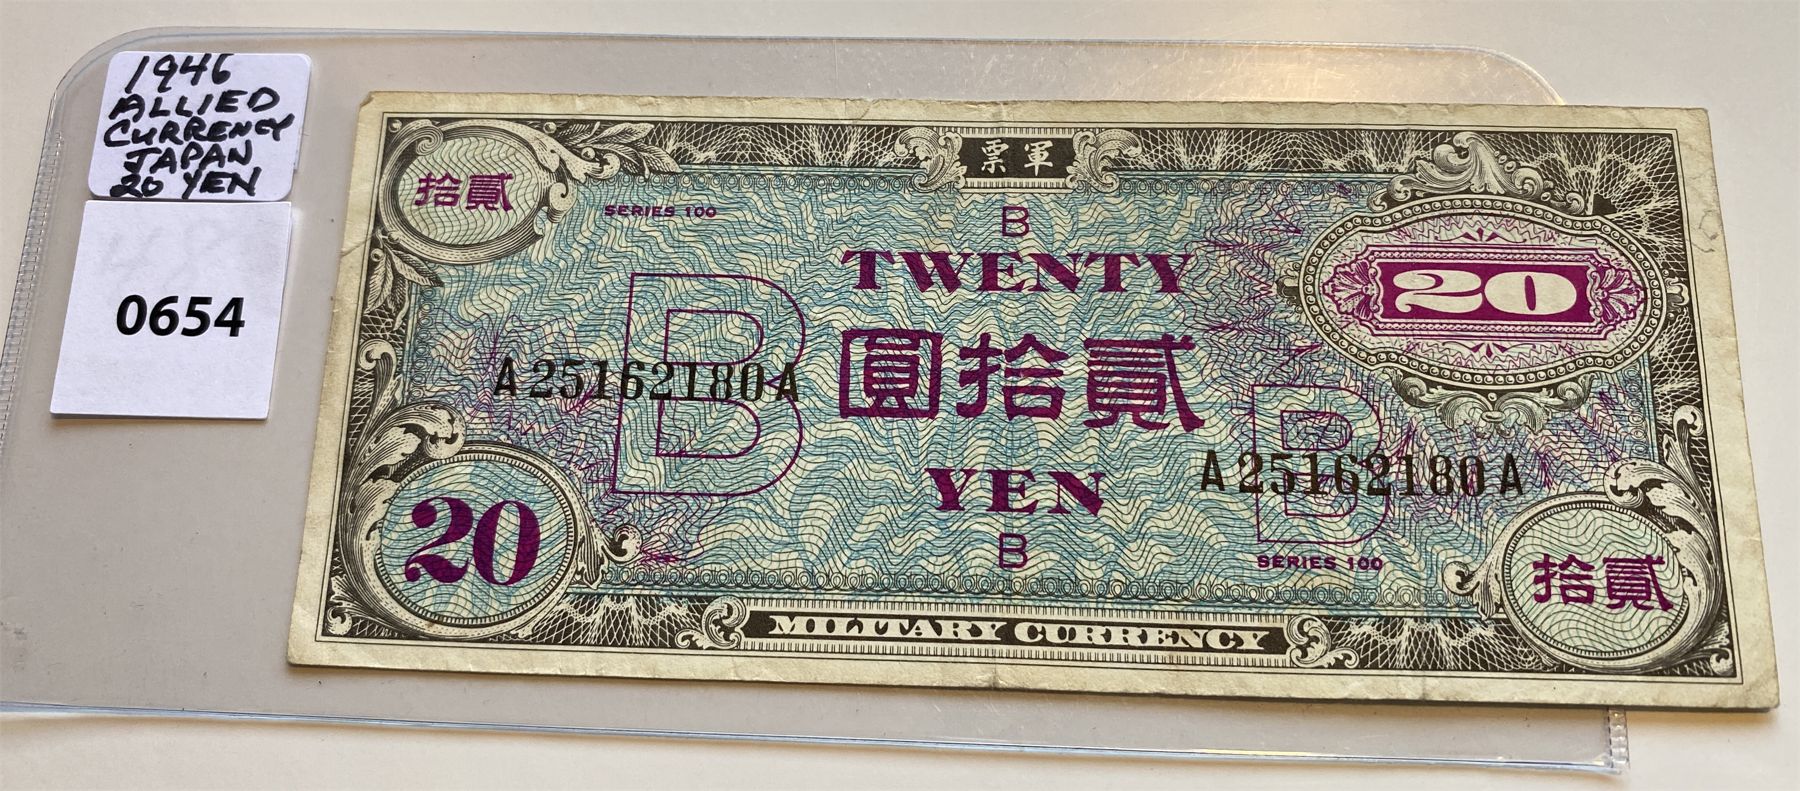 1946
ALLIED
CURRENCY
JAPAN
20 YEN
0654
票軍
拾貳
SERIES 100
B
TWENTY
20
B
圓拾貳
A25162180A
B
A25162180A
YEN
20
B
SERIES 100
拾貳
MILITARY CURRENCY